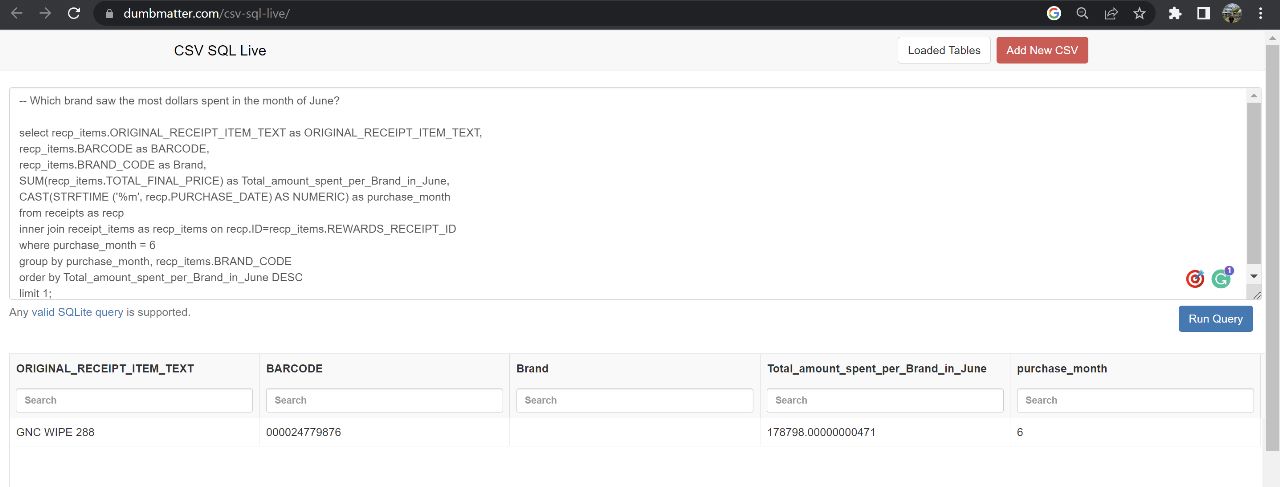 dumbmatter.com/csv-sql-live/
CSV SQL Live
Loaded Tables
Add New CSV
-- Which brand saw the most dollars spent in the month of June?
select recp_items.ORIGINAL_RECEIPT_ITEM_TEXT as ORIGINAL_RECEIPT_ITEM_TEXT,
recp_items.BARCODE as BARCODE,
recp_items.BRAND_CODE as Brand,
SUM(recp_items.TOTAL_FINAL_PRICE) as Total_amount_spent_per_Brand_in_June,
CAST(STRFTIME ('%m', recp.PURCHASE_DATE) AS NUMERIC) as purchase_month
from receipts as recp
inner join receipt_items as recp_items on recp.ID=recp_items.REWARDS_RECEIPT_ID
where purchase_month = 6
group by purchase_month, recp_items.BRAND_CODE
order by Total_amount_spent_per_Brand_in_June DESC
limit 1;
1
Any valid SQLite query is supported.
Run Query
ORIGINAL_RECEIPT_ITEM_TEXT BARCODE Brand Total_amount_spent_per_Brand_in_June purchase_month
Search Search Search Search Search
GNC WIPE 288 000024779876 178798.00000000471 6